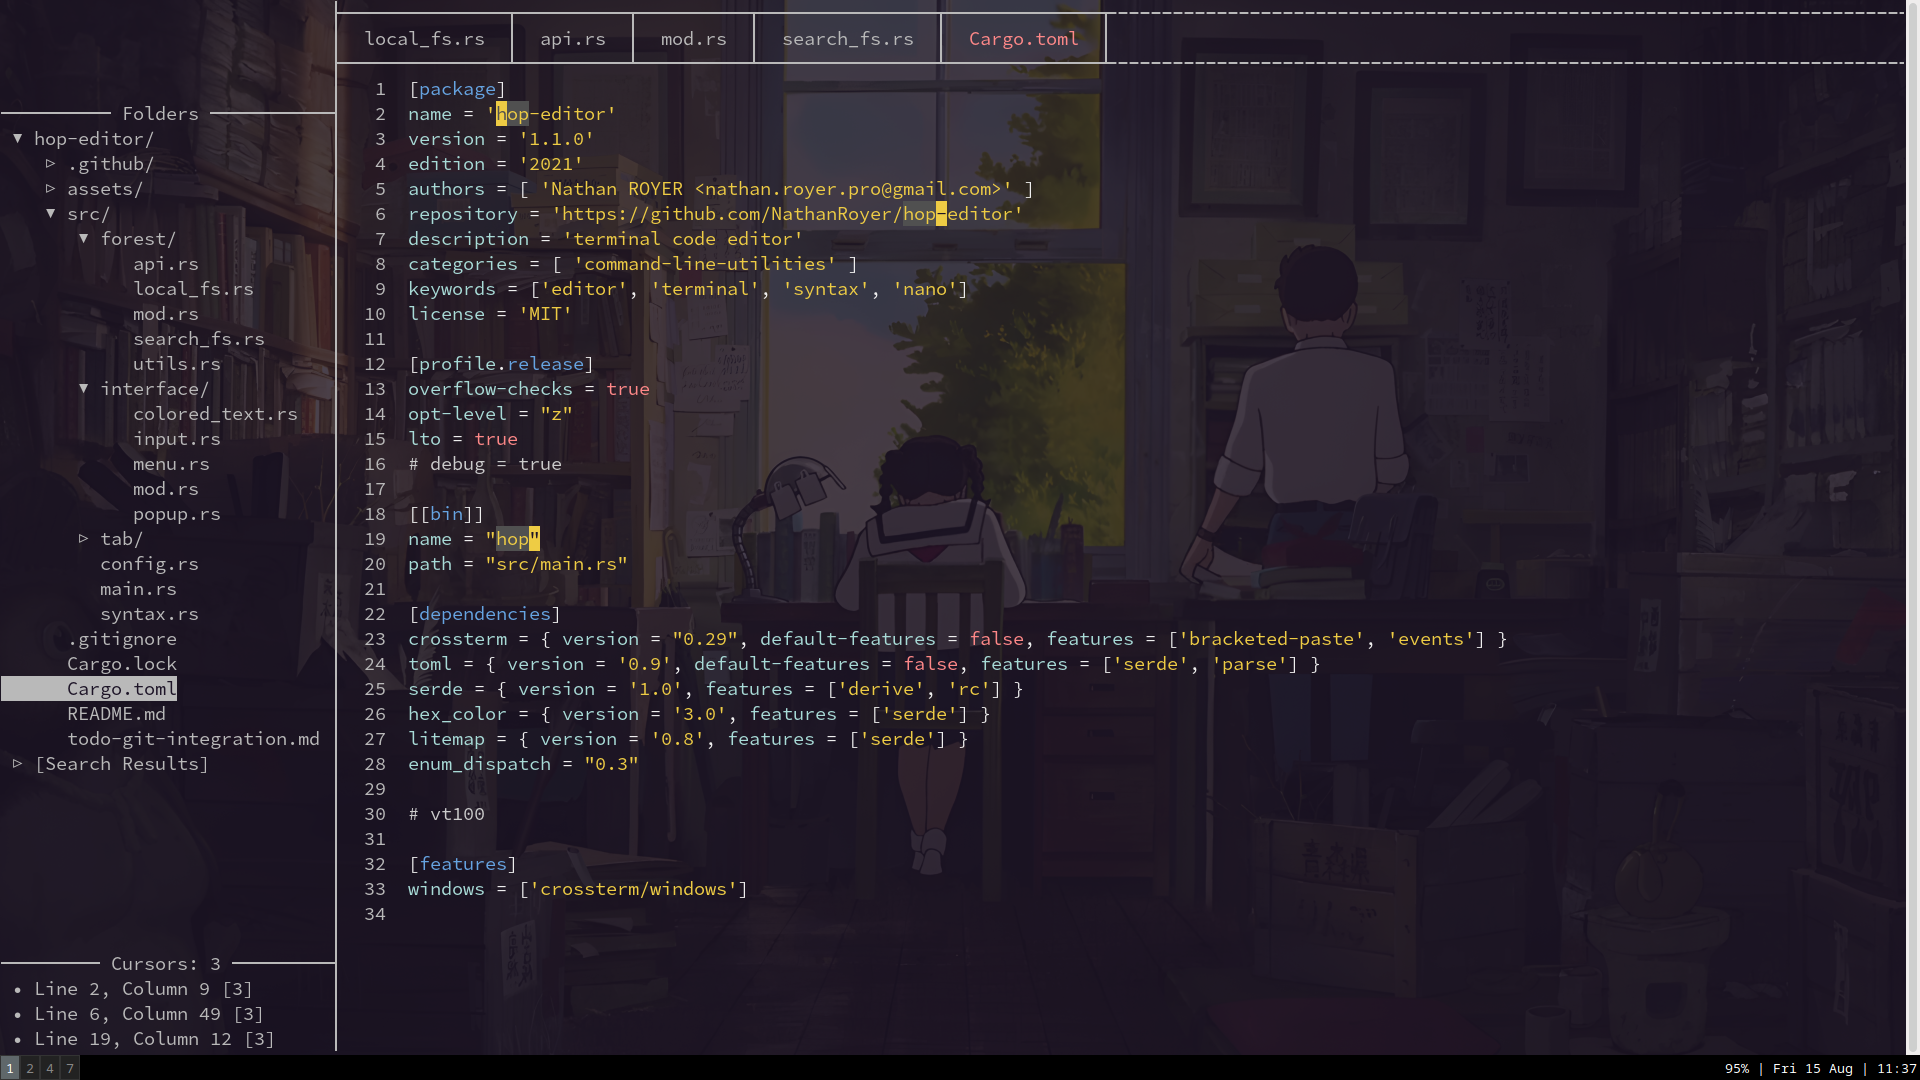 local_fs.rs
api.rs
mod.rs
search_fs.rs
Cargo.toml
Folders
▼ hop-editor/
▷ .github/
▷ assets/
▼ src/
▼ forest/
api.rs
local_fs.rs
mod.rs
search_fs.rs
utils.rs
▼ interface/
colored_text.rs
input.rs
menu.rs
mod.rs
popup.rs
▷ tab/
config.rs
main.rs
syntax.rs
.gitignore
Cargo.lock
Cargo.toml
README.md
todo-git-integration.md
▷ [Search Results]
Cursors: 3
• Line 2, Column 9 [3]
• Line 6, Column 49 [3]
• Line 19, Column 12 [3]
1 [package]
2 name = 'hop-editor'
3 version = '1.1.0'
4 edition = '2021'
5 authors = [ 'Nathan ROYER <nathan.royer.pro@gmail.com>' ]
6 repository = 'https://github.com/NathanRoyer/hop-editor'
7 description = 'terminal code editor'
8 categories = [ 'command-line-utilities' ]
9 keywords = ['editor', 'terminal', 'syntax', 'nano']
10 license = 'MIT'
11
12 [profile.release]
13 overflow-checks = true
14 opt-level = "z"
15 lto = true
16 # debug = true
17
18 [[bin]]
19 name = "hop"
20 path = "src/main.rs"
21
22 [dependencies]
23 crossterm = { version = "0.29", default-features = false, features = ['bracketed-paste', 'events'] }
24 toml = { version = '0.9', default-features = false, features = ['serde', 'parse'] }
25 serde = { version = '1.0', features = ['derive', 'rc'] }
26 hex_color = { version = '3.0', features = ['serde'] }
27 litemap = { version = '0.8', features = ['serde'] }
28 enum_dispatch = "0.3"
29
30 # vt100
31
32 [features]
33 windows = ['crossterm/windows']
34
1 2 4 7
95% | Fri 15 Aug | 11:37